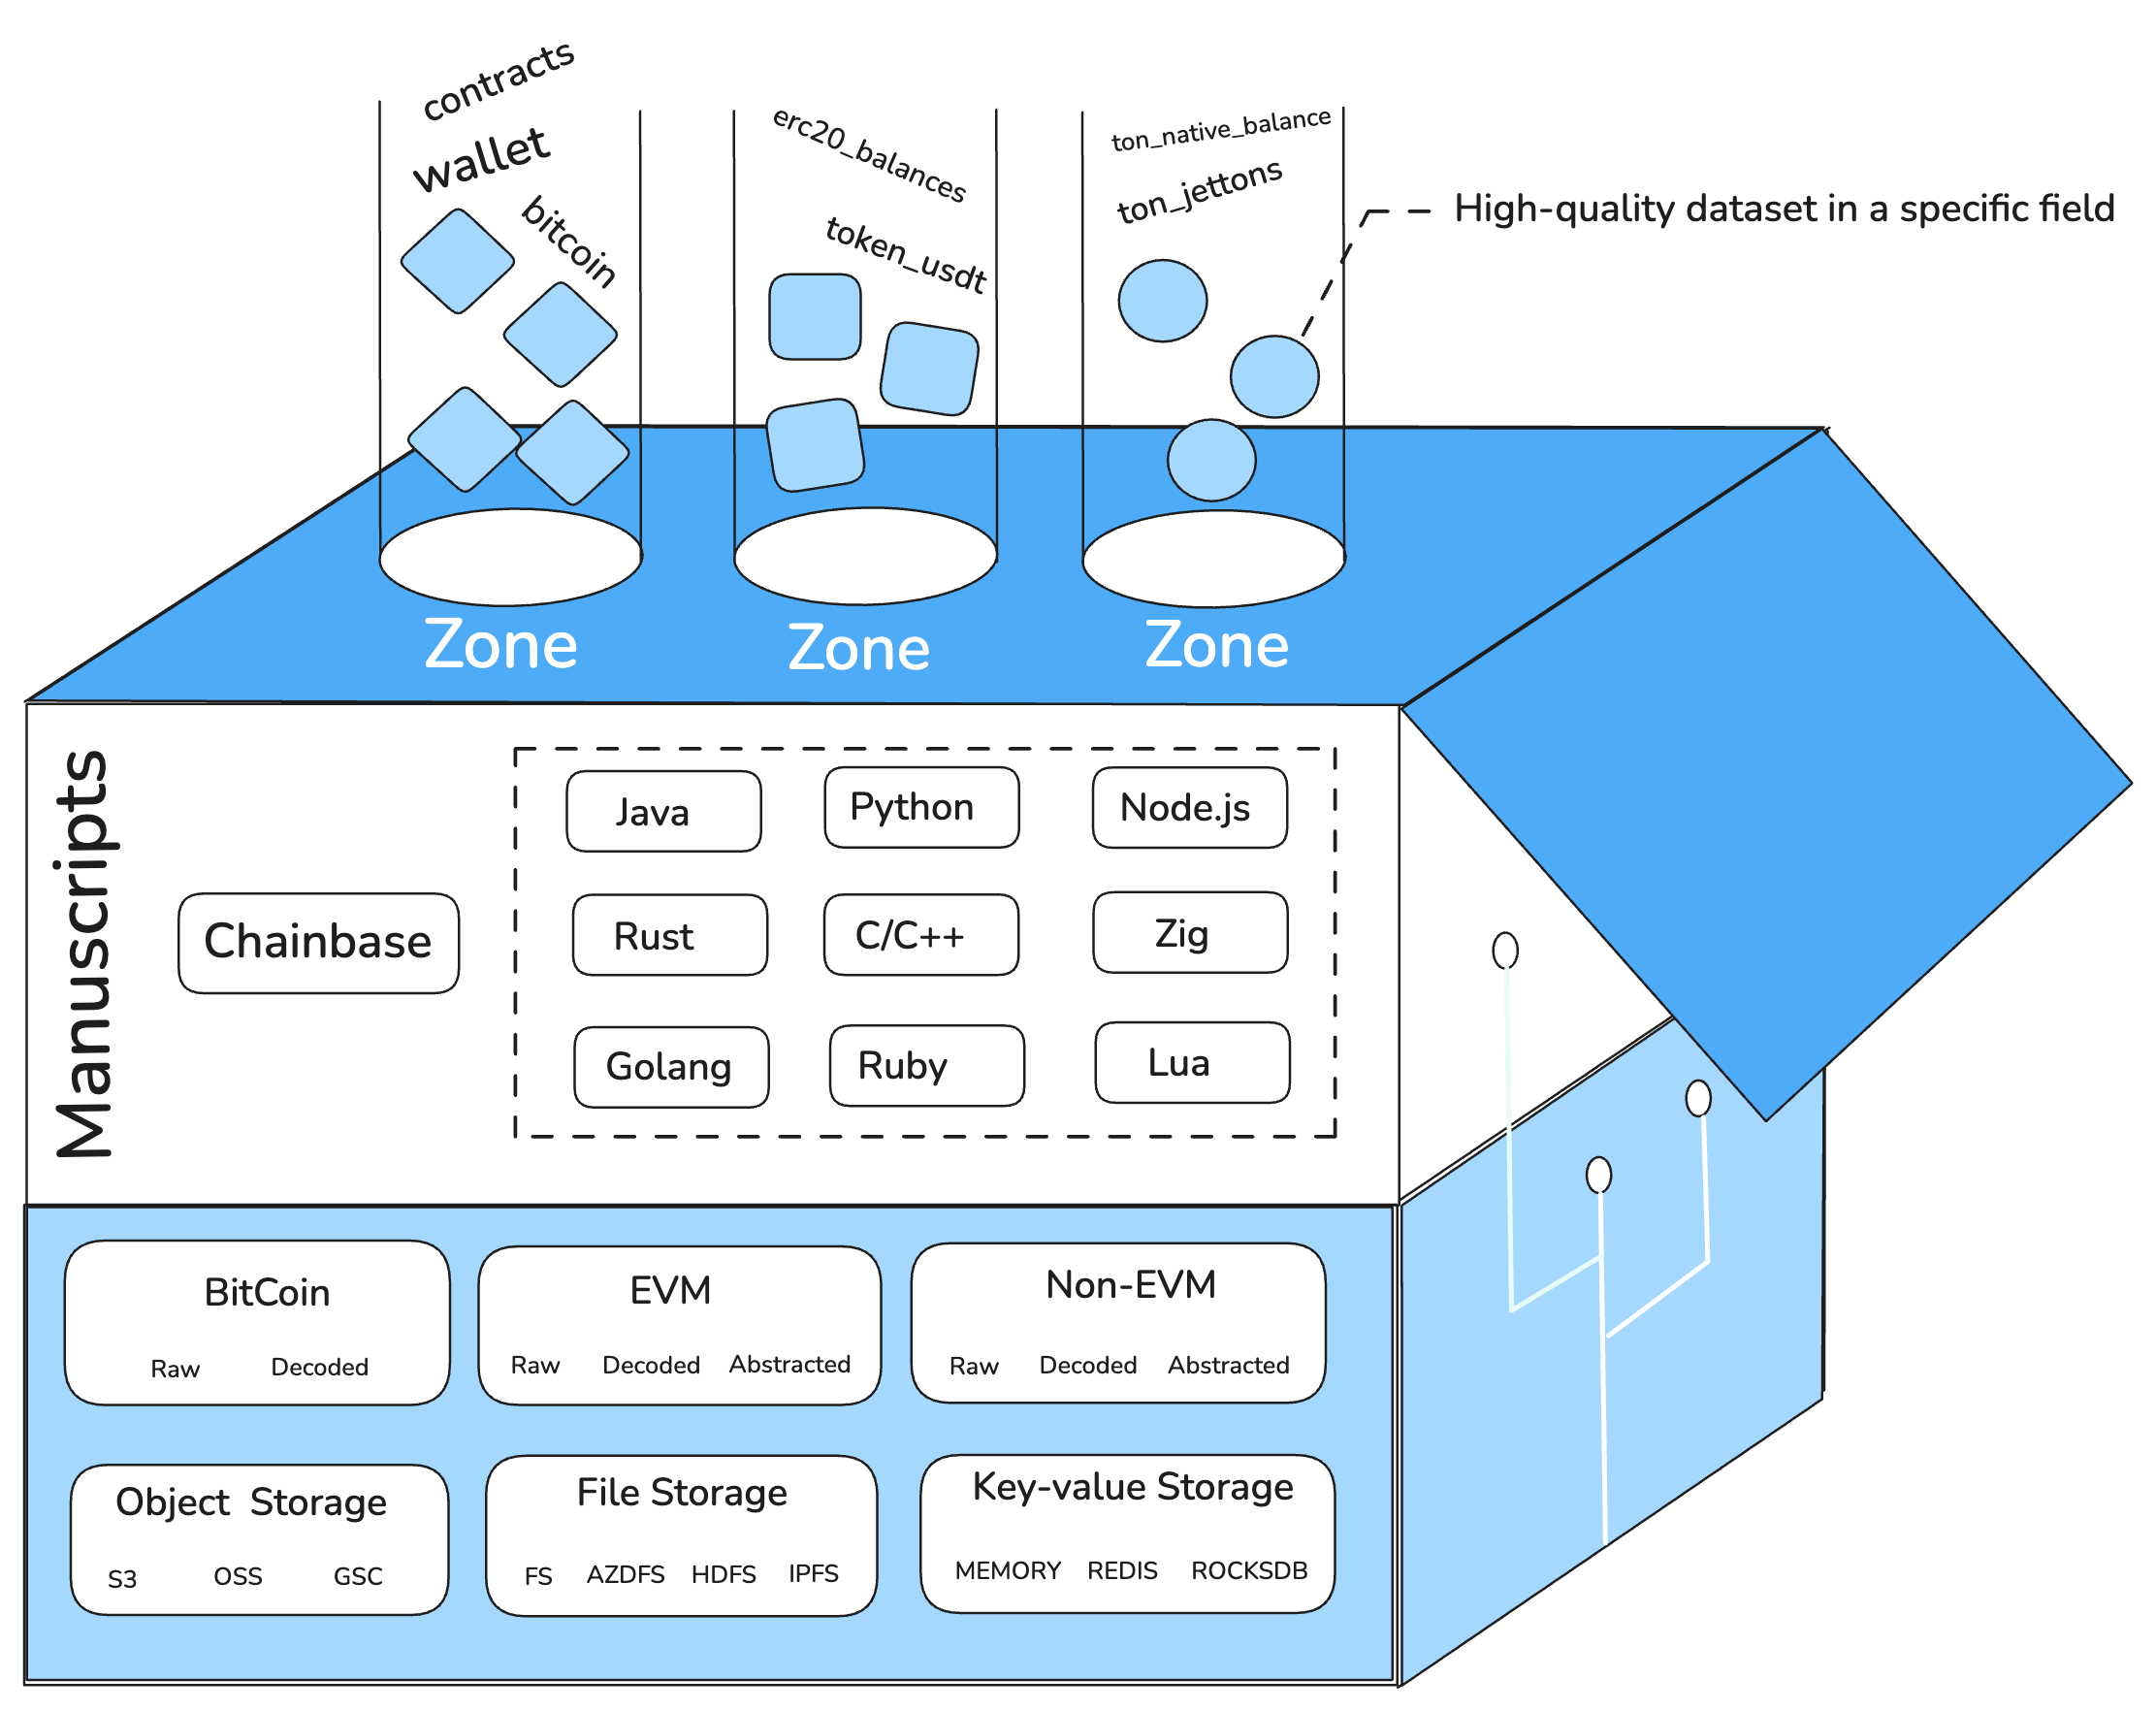 contracts
wallet
bitcoin
erc20_balances
token_usdt
ton_native_balance
ton_jettons
High-quality dataset in a specific field
Zone
Zone
Zone
Manuscripts
Chainbase
Java
Python
Node.js
Rust
C/C++
Zig
Golang
Ruby
Lua
BitCoin
Raw Decoded
EVM
Raw Decoded Abstracted
Non-EVM
Raw Decoded Abstracted
Object Storage
S3 OSS GSC
File Storage
FS AZDFS HDFS IPFS
Key-value Storage
MEMORY REDIS ROCKSDB